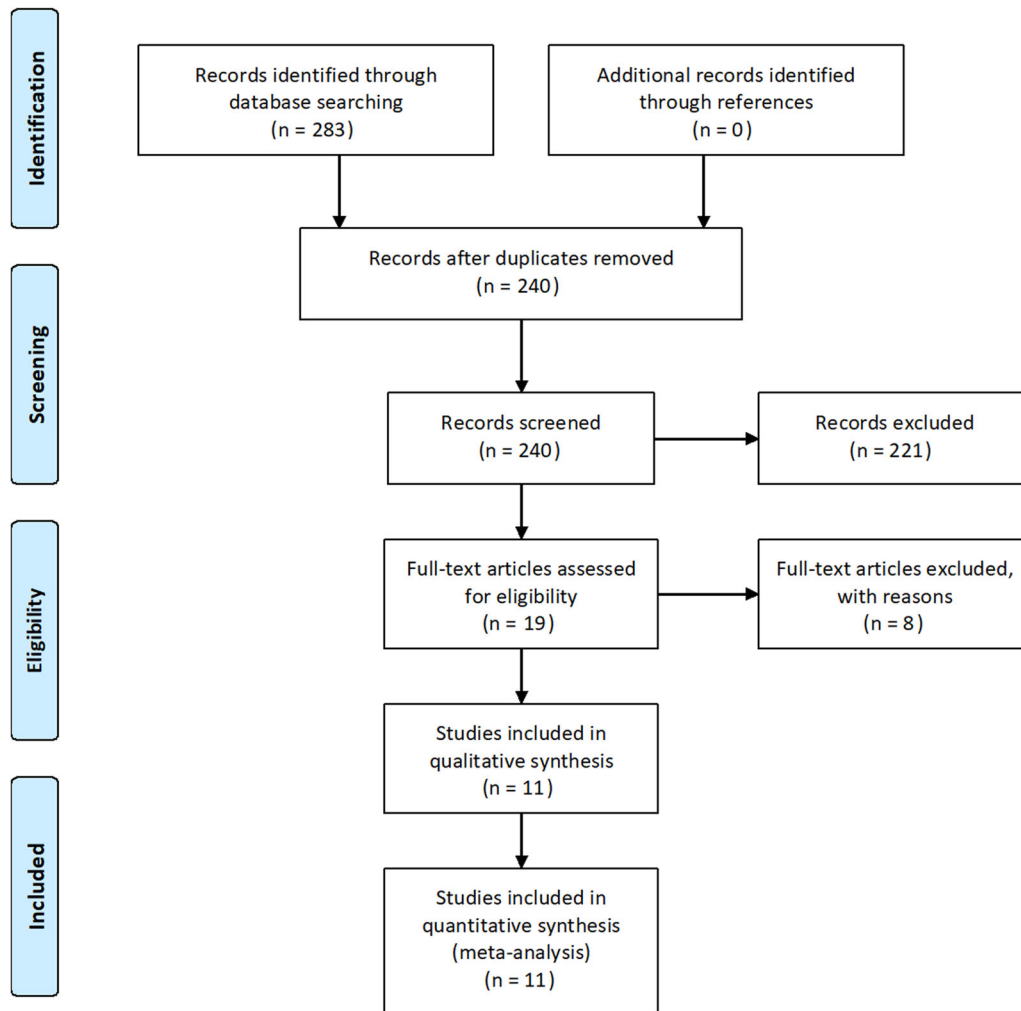 Identification
Records identified through
database searching
(n = 283)
Additional records identified
through references
(n = 0)
Records after duplicates removed
(n = 240)
Screening
Records screened
(n = 240)
Records excluded
(n = 221)
Eligibility
Full-text articles assessed
for eligibility
(n = 19)
Full-text articles excluded,
with reasons
(n = 8)
Studies included in
qualitative synthesis
(n = 11)
Included
Studies included in
quantitative synthesis
(meta-analysis)
(n = 11)